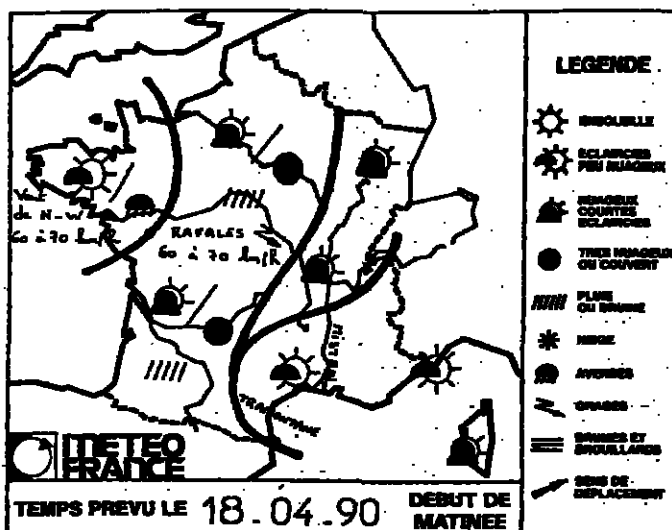 LEGENDE
ENSOLEILLE
ECLAIRCIES
PEU NUAGEUX
NUAGEUX
COURTES
ECLAIRCIES
TRES NUAGEUX
OU COUVERT
PLUIE
OU BRUINE
NEIGE
AVERSES
ORAGES
BRUMES ET
BROUILLARDS
SENS DE
DEPLACEMENT
Vent
de N-W
60 à 70 km/h
RAFALES
60 à 70 km/h
MISTRAL
TRAMONTANE
METEO
FRANCE
TEMPS PREVU LE 18.04.90 DEBUT DE
MATINEE